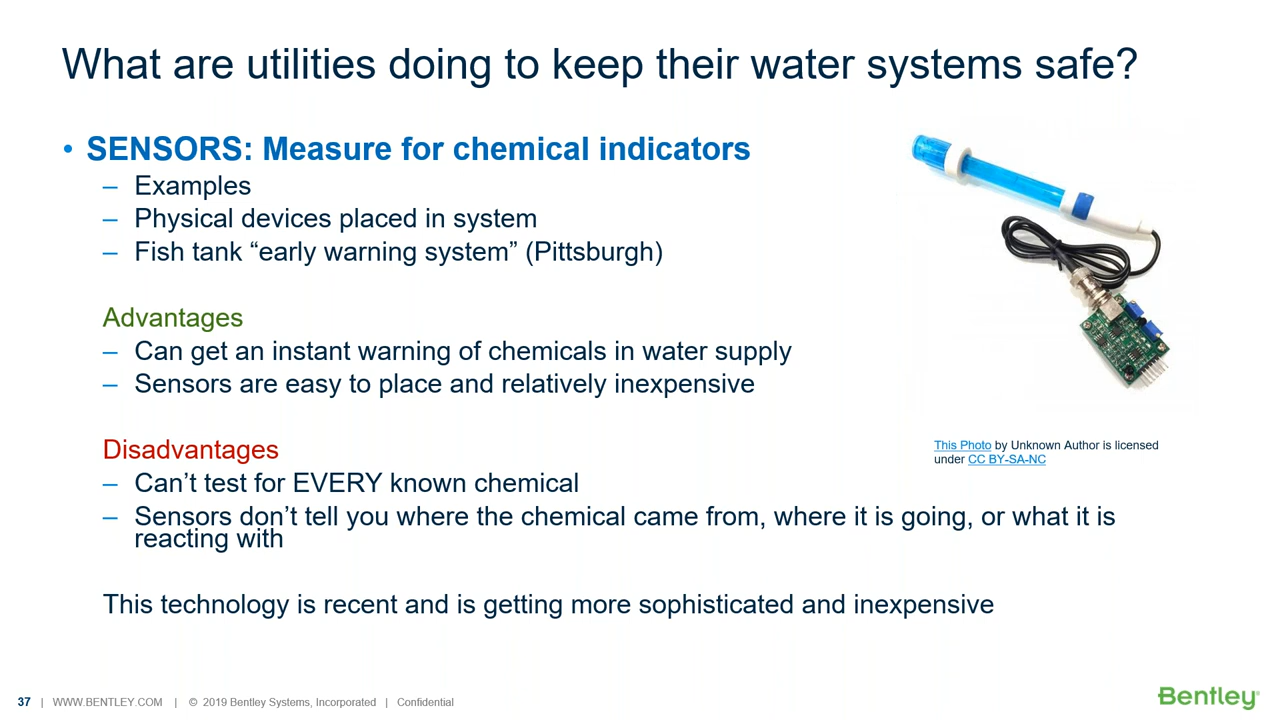 What are utilities doing to keep their water systems safe?
• SENSORS: Measure for chemical indicators
– Examples
– Physical devices placed in system
– Fish tank “early warning system” (Pittsburgh)
Advantages
– Can get an instant warning of chemicals in water supply
– Sensors are easy to place and relatively inexpensive
This Photo by Unknown Author is licensed
under CC BY-SA-NC
Disadvantages
– Can’t test for EVERY known chemical
– Sensors don’t tell you where the chemical came from, where it is going, or what it is
reacting with
This technology is recent and is getting more sophisticated and inexpensive
37 | WWW.BENTLEY.COM | © 2019 Bentley Systems, Incorporated | Confidential
Bentley